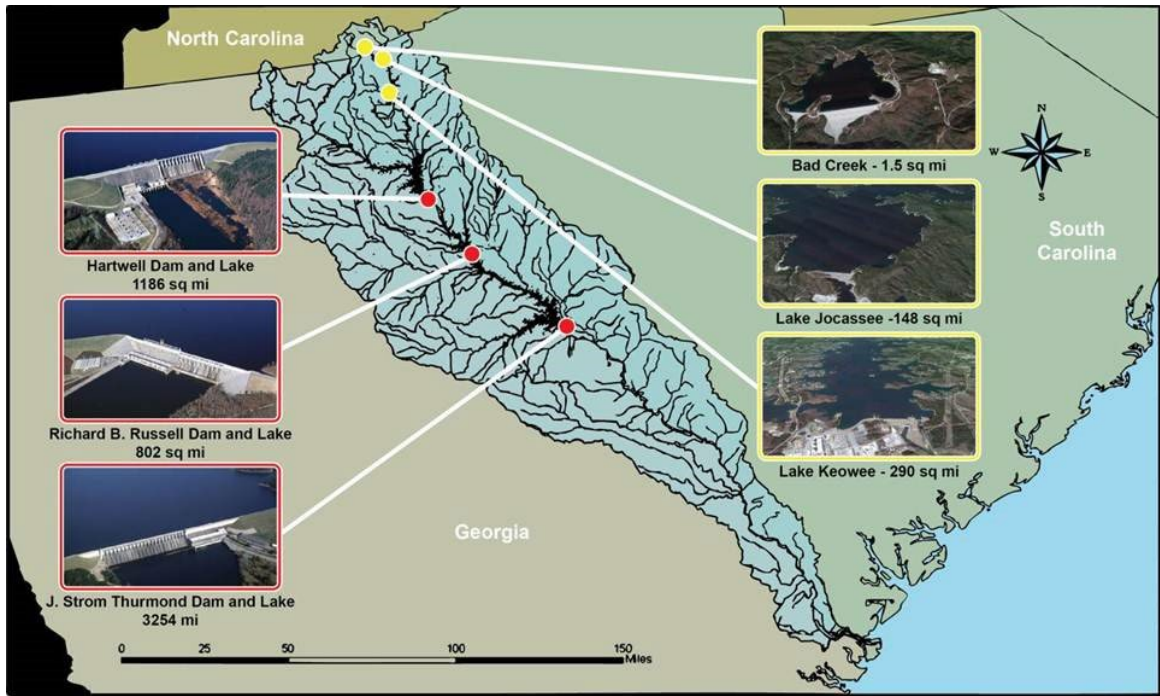 North Carolina
Hartwell Dam and Lake
1186 sq mi
Richard B. Russell Dam and Lake
802 sq mi
J. Strom Thurmond Dam and Lake
3254 mi
Georgia
0 25 50 100 150
Miles
Bad Creek - 1.5 sq mi
N
W E
S
Lake Jocassee -148 sq mi
South
Carolina
Lake Keowee - 290 sq mi